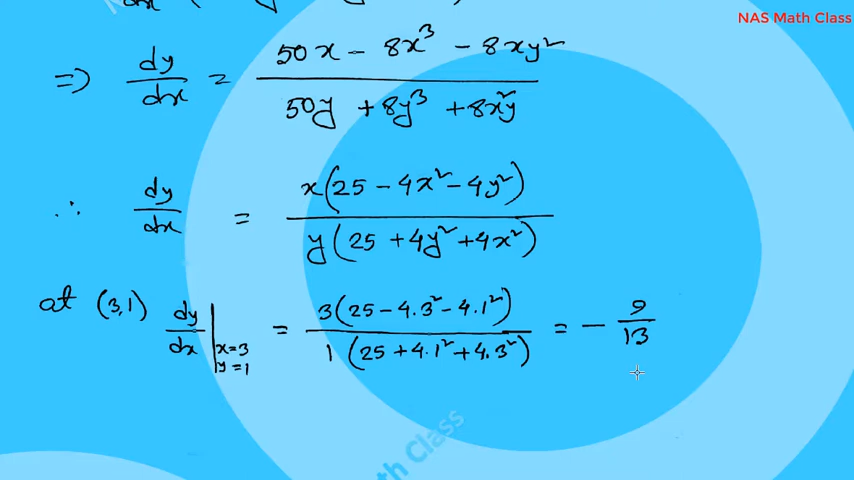 NAS Math Class
=> dy/dx = (50x - 8x³ - 8xy²)/(50y + 8y³ + 8x²y)
∴ dy/dx = x(25 - 4x² - 4y²)/y(25 + 4y² + 4x²)
at (3,1) dy/dx | x=3 y=1 = 3(25 - 4.3² - 4.1²)/1(25 + 4.1² + 4.3²) = - 9/13
th Class